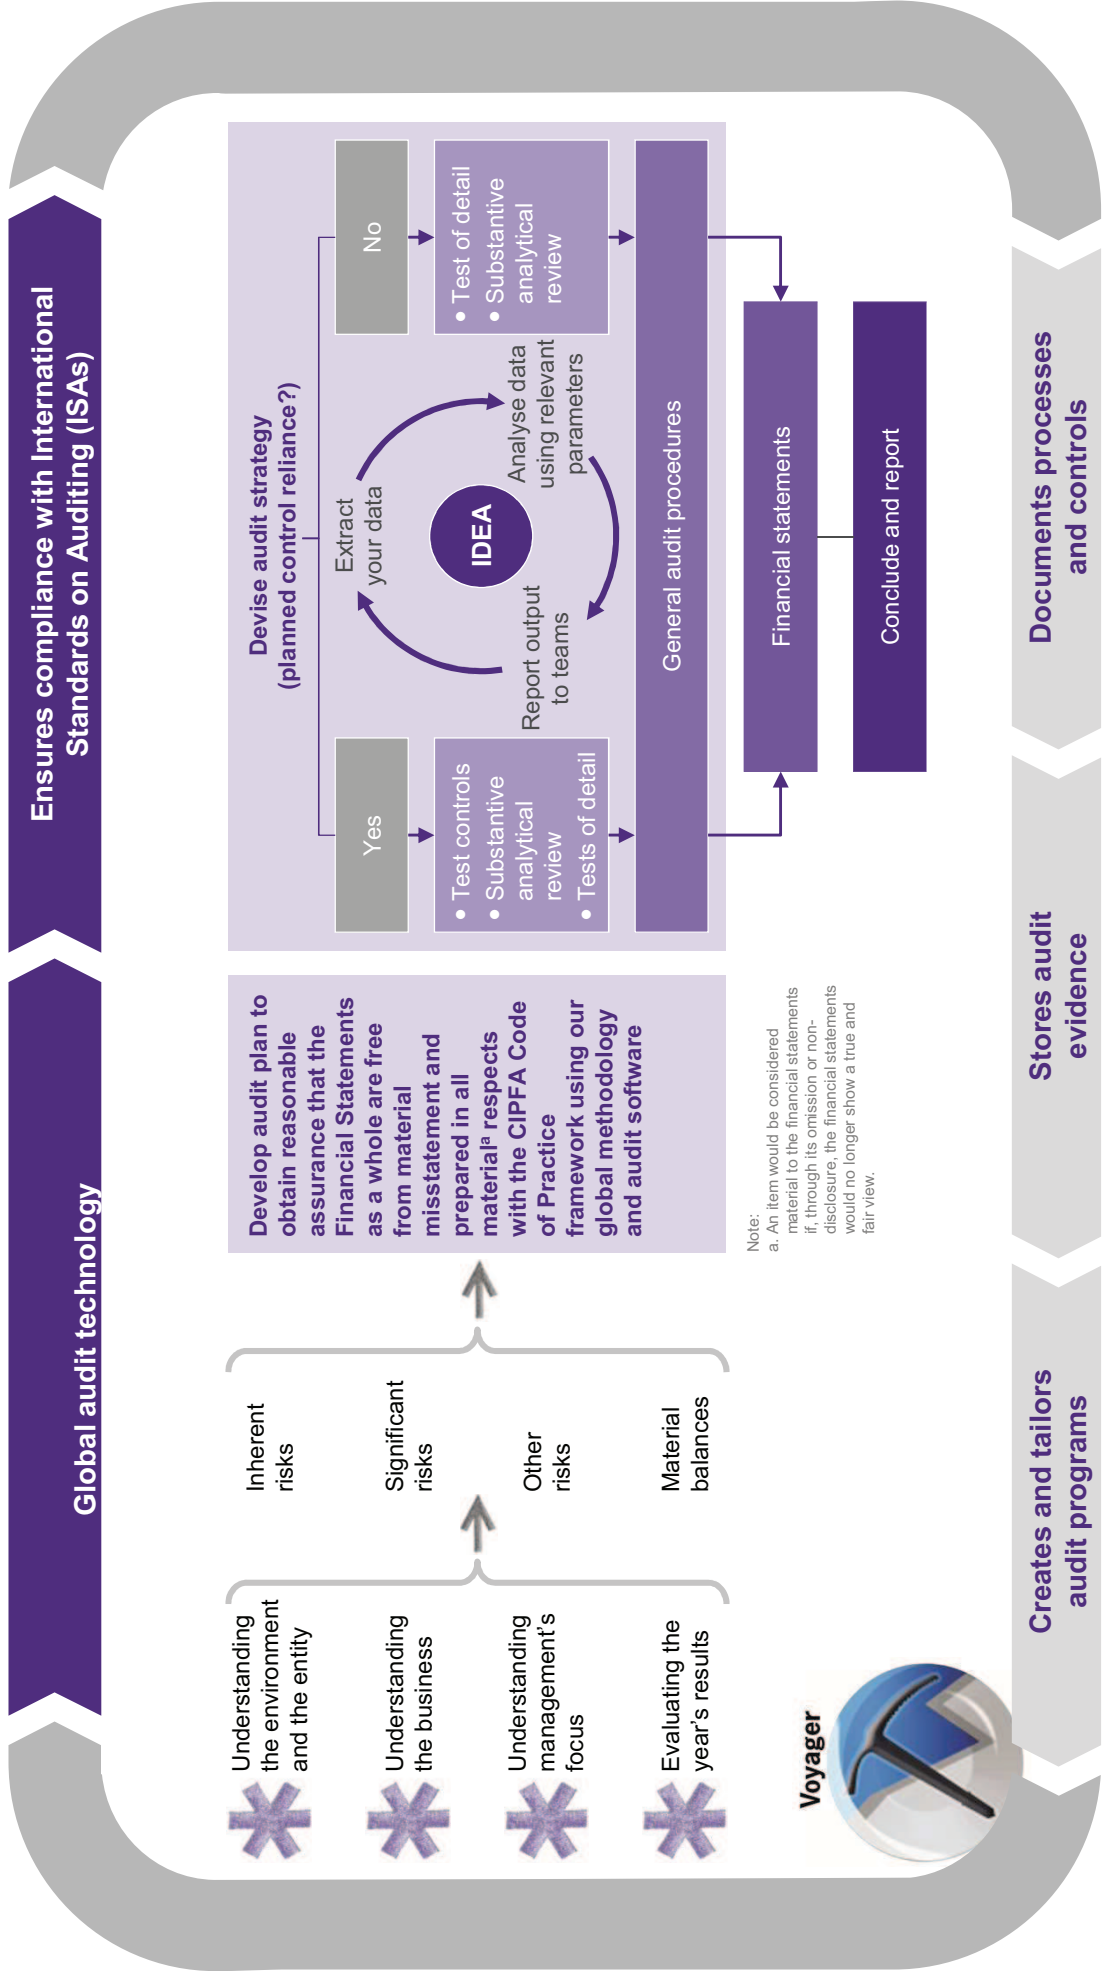 Global audit technology
Ensures compliance with International
Standards on Auditing (ISAs)
Understanding
the environment
and the entity
Understanding
the business
Understanding
management's
focus
Evaluating the
year's results
Inherent
risks
Significant
risks
Other
risks
Material
balances
Develop audit plan to
obtain reasonable
assurance that the
Financial Statements
as a whole are free
from material
misstatement and
prepared in all
materialª respects
with the CIPFA Code
of Practice
framework using our
global methodology
and audit software
Note:
a. An item would be considered
material to the financial statements
if, through its omission or non-
disclosure, the financial statements
would no longer show a true and
fair view.
Devise audit strategy
(planned control reliance?)
Yes
No
• Test controls
• Substantive
analytical
review
• Tests of detail
Extract
your data
IDEA
Report output
to teams
Analyse data
using relevant
parameters
• Test of detail
• Substantive
analytical
review
General audit procedures
Financial statements
Conclude and report
Voyager
Creates and tailors
audit programs
Stores audit
evidence
Documents processes
and controls